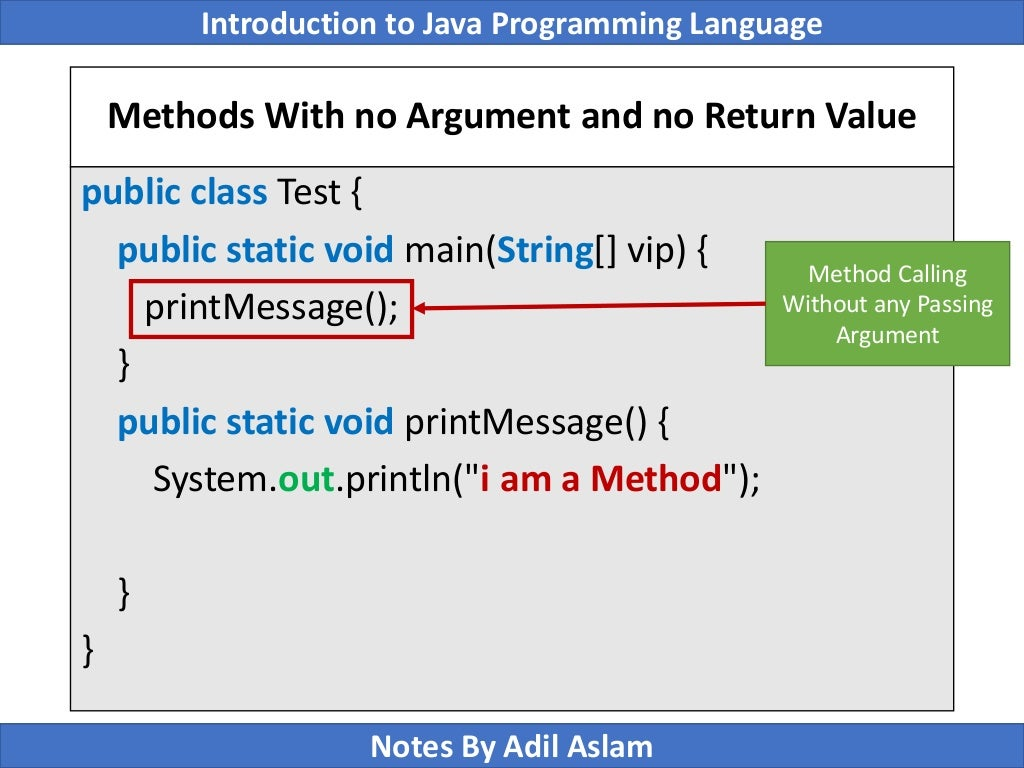 Introduction to Java Programming Language
Methods With no Argument and no Return Value
public class Test {
public static void main(String[] vip) {
printMessage();
Method Calling
Without any Passing
Argument
}
public static void printMessage() {
System.out.println("i am a Method");
}
}
Notes By Adil Aslam